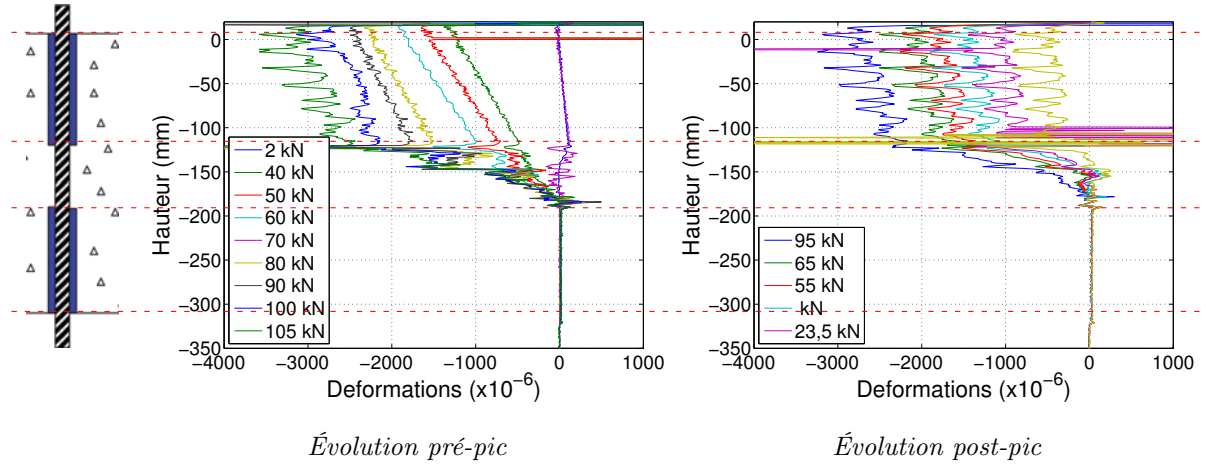 −4000 −3000 −2000 −1000 0 1000
−350
−300
−250
−200
−150
−100
−50
0
Deformations (x10−6)
Hauteur (mm)
2 kN
40 kN
50 kN
60 kN
70 kN
80 kN
90 kN
100 kN
105 kN
−4000 −3000 −2000 −1000 0 1000
−350
−300
−250
−200
−150
−100
−50
0
Deformations (x10−6)
Hauteur (mm)
95 kN
65 kN
55 kN
kN
23,5 kN
Évolution pré-pic
Évolution post-pic